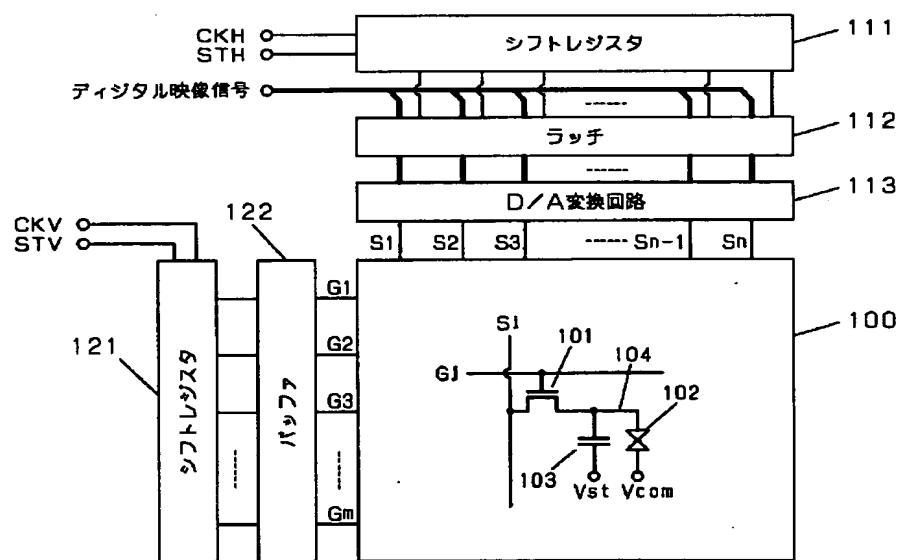 CKH
STH
シフトレジスタ
111
ディジタル映像信号
------
ラッチ
112
------
D/A変換回路
113
CKV
STV
122
S1 S2 S3 ------ Sn-1 Sn
121
シフトレジスタ
バッファ
G1
G2
G3
Gm
------
------
100
Si
101
104
Gj
102
103
Vst Vcom